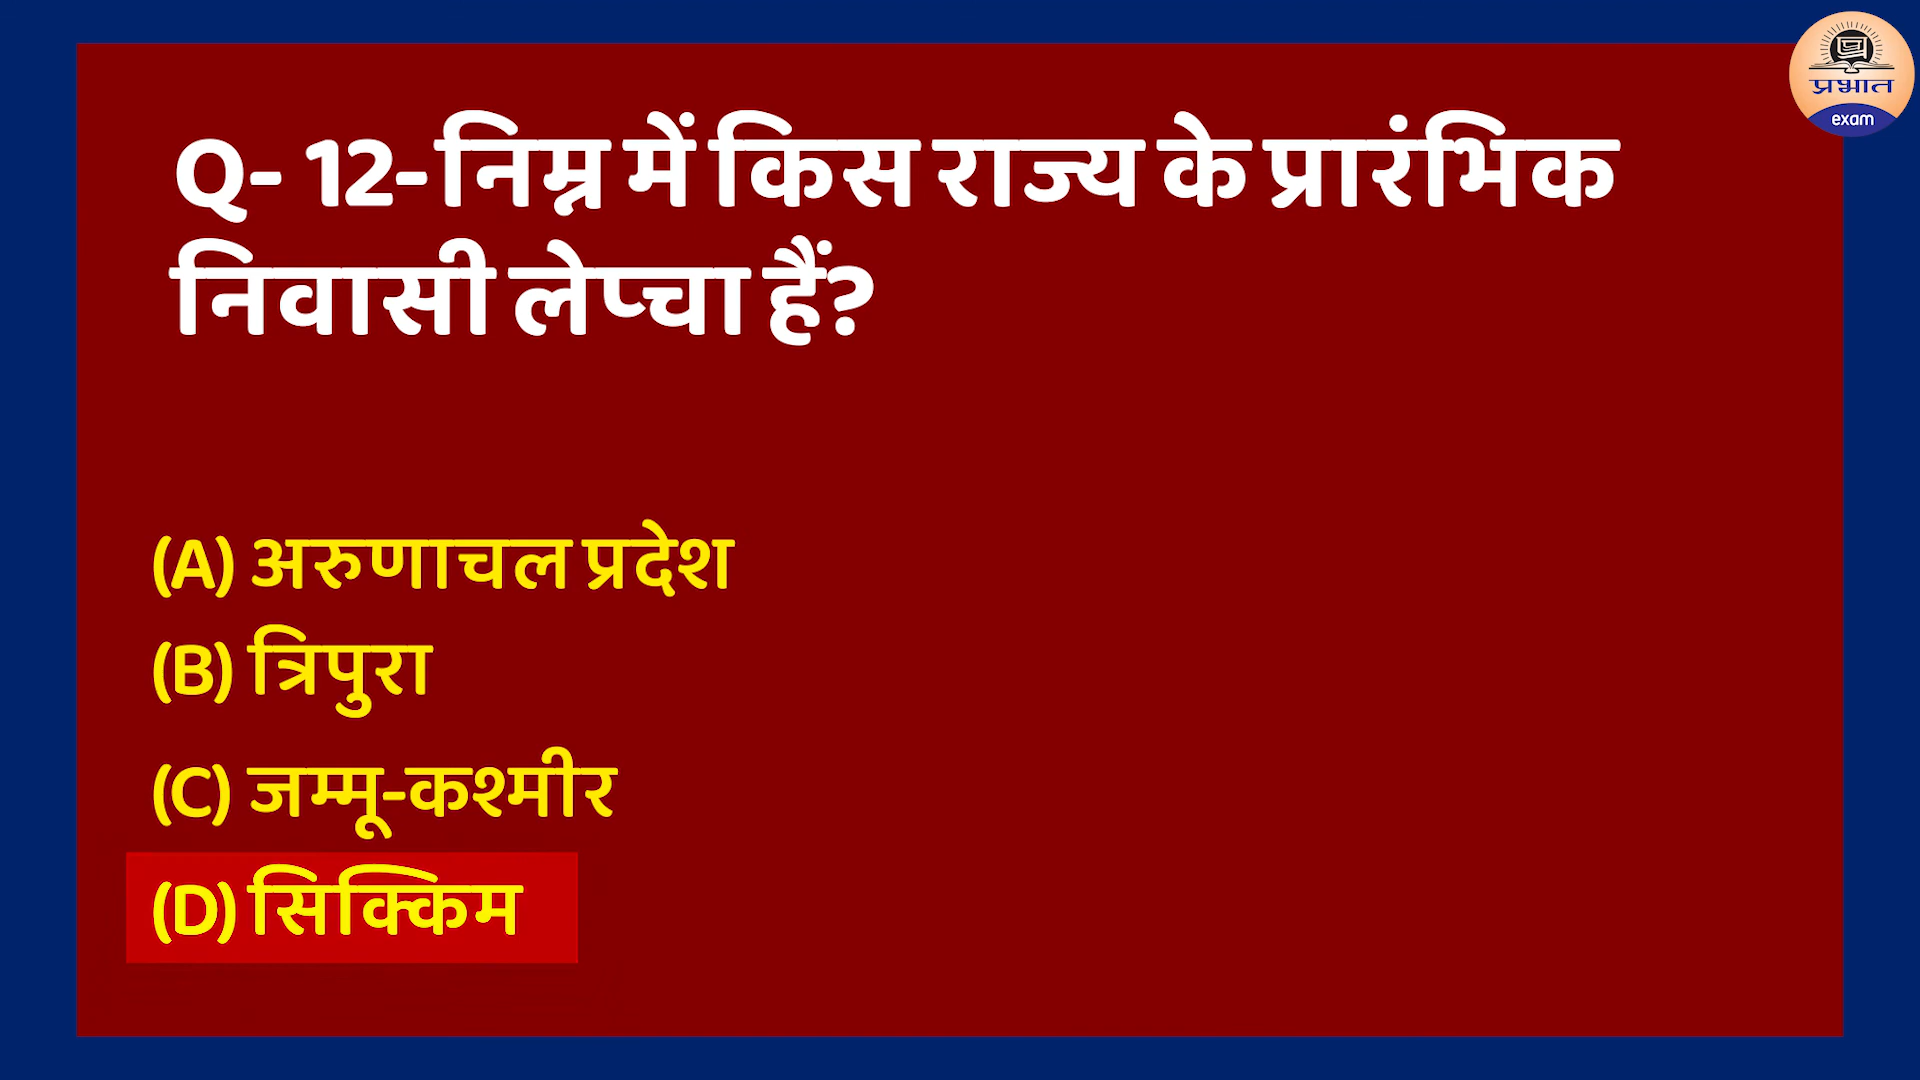 Q- 12-निम्न में किस राज्य के प्रारंभिक
निवासी लेप्चा हैं?
(A) अरुणाचल प्रदेश
(B) त्रिपुरा
(C) जम्मू-कश्मीर
(D) सिक्किम
प्रभात
exam